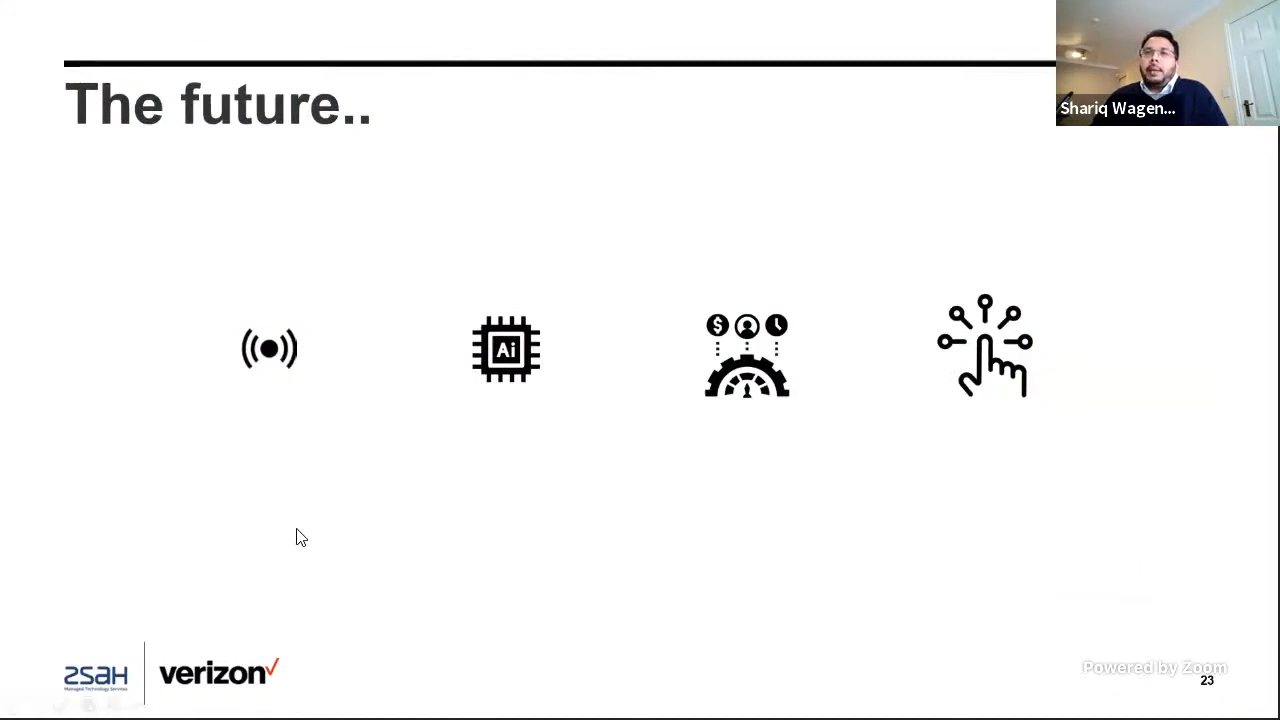 The future..
Shariq Wagen...
$
Ai
2SAH
Managed Technology Services
verizon
Powered by Zoom
23